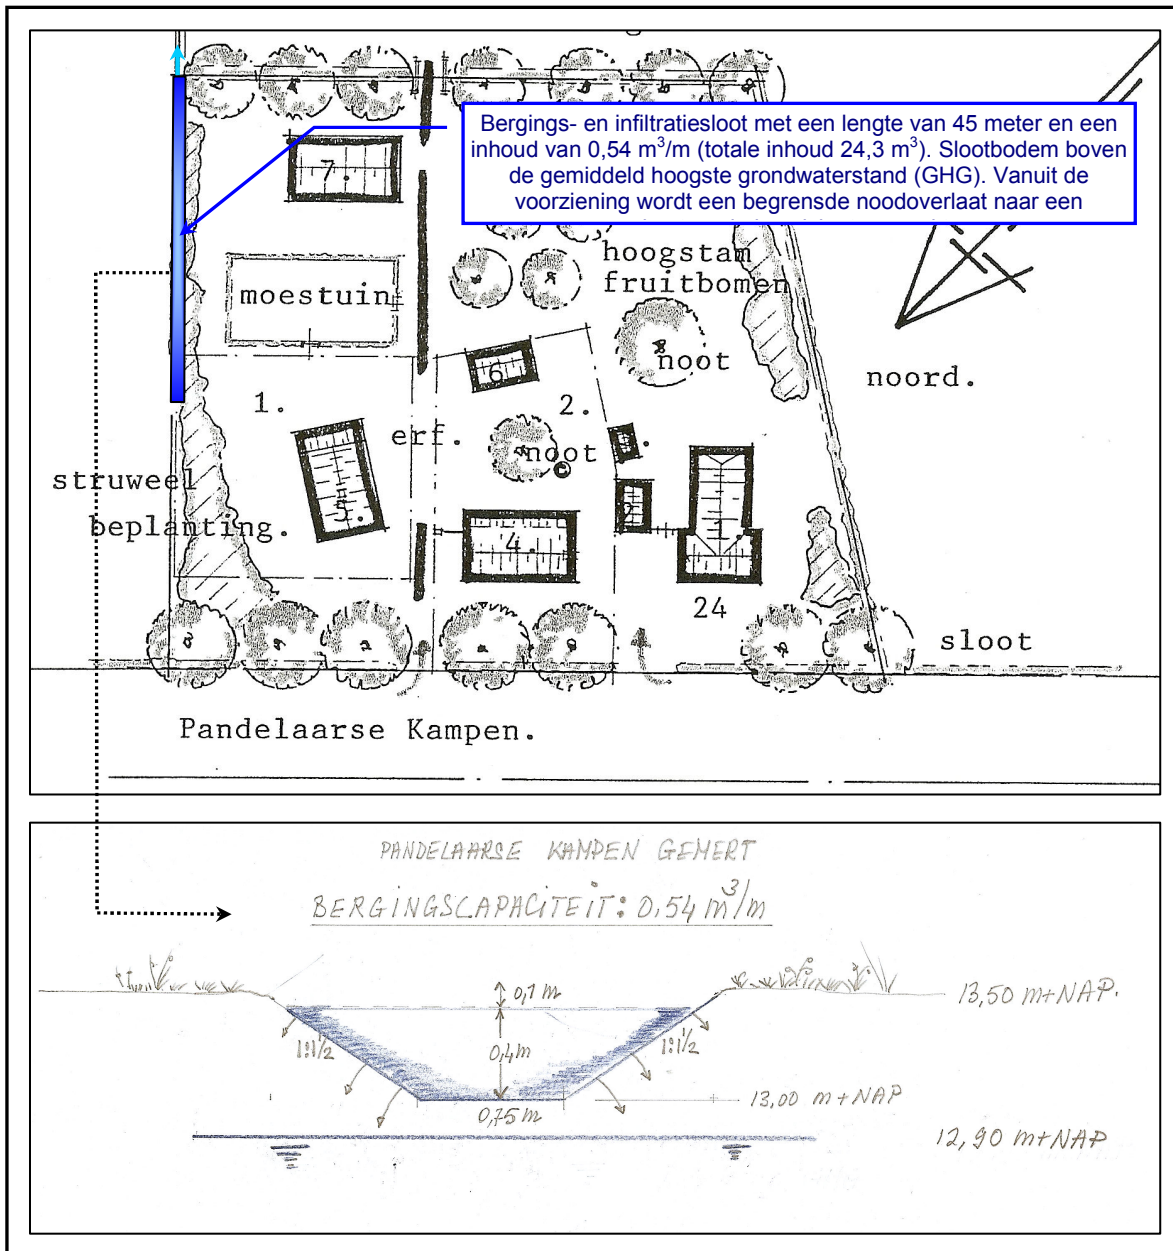 Bergings- en infiltratiesloot met een lengte van 45 meter en een
inhoud van 0,54 m³/m (totale inhoud 24,3 m³). Slootbodem boven
de gemiddeld hoogste grondwaterstand (GHG). Vanuit de
voorziening wordt een begrensde noodoverlaat naar een
7.
hoogstam
fruitbomen
moestuin
noot
6
noord.
1.
2.
erf.
noot
struweel
5.
beplanting.
4.
1.
24
sloot
Pandelaarse Kampen.
PANDELAARSE KAMPEN GEMERT
BERGINGSCAPACITEIT: 0,54 m³/m
0,1 m
13,50 m+NAP.
1:1/2
0,4m
1:1/2
0,75 m
13,00 m+NAP
12,90 m+NAP